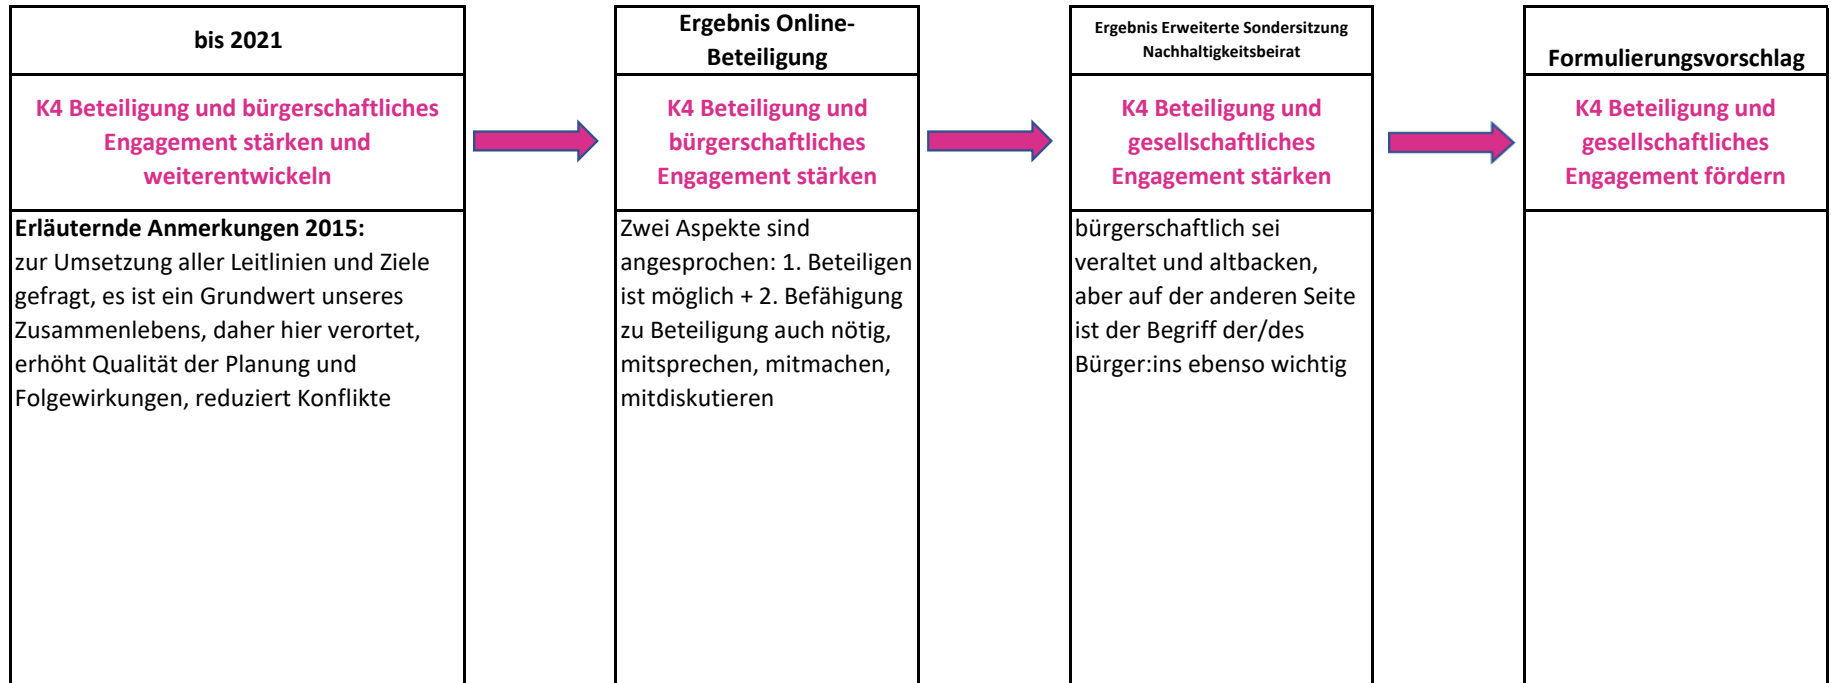 bis 2021
K4 Beteiligung und bürgerschaftliches
Engagement stärken und
weiterentwickeln
Erläuternde Anmerkungen 2015:
zur Umsetzung aller Leitlinien und Ziele
gefragt, es ist ein Grundwert unseres
Zusammenlebens, daher hier verortet,
erhöht Qualität der Planung und
Folgewirkungen, reduziert Konflikte
Ergebnis Online-
Beteiligung
K4 Beteiligung und
bürgerschaftliches
Engagement stärken
Zwei Aspekte sind
angesprochen: 1. Beteiligen
ist möglich + 2. Befähigung
zu Beteiligung auch nötig,
mitsprechen, mitmachen,
mitdiskutieren
Ergebnis Erweiterte Sondersitzung
Nachhaltigkeitsbeirat
K4 Beteiligung und
gesellschaftliches
Engagement stärken
bürgerschaftlich sei
veraltet und altbacken,
aber auf der anderen Seite
ist der Begriff der/des
Bürger:ins ebenso wichtig
Formulierungsvorschlag
K4 Beteiligung und
gesellschaftliches
Engagement fördern